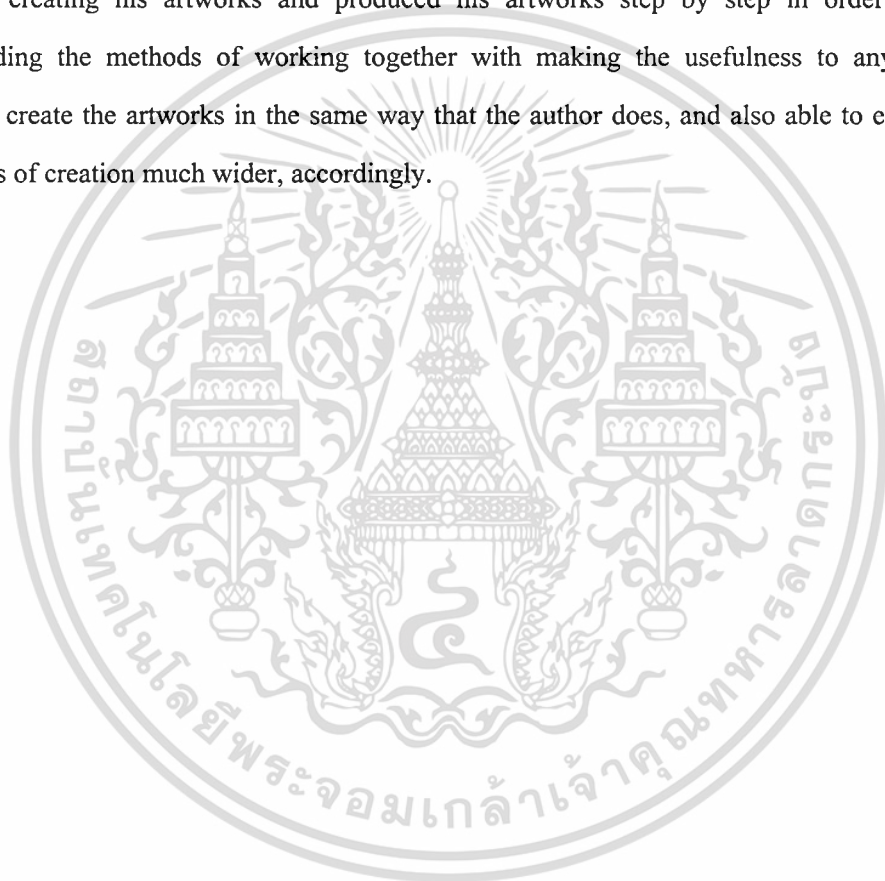 creating his artworks and produced his artworks step by step in order
ding the methods of working together with making the usefulness to any
create the artworks in the same way that the author does, and also able to e
s of creation much wider, accordingly.
สถาบันเทคโนโลยีพระจอมเกล้าเจ้าคุณทหารลาดกระบัง
๔